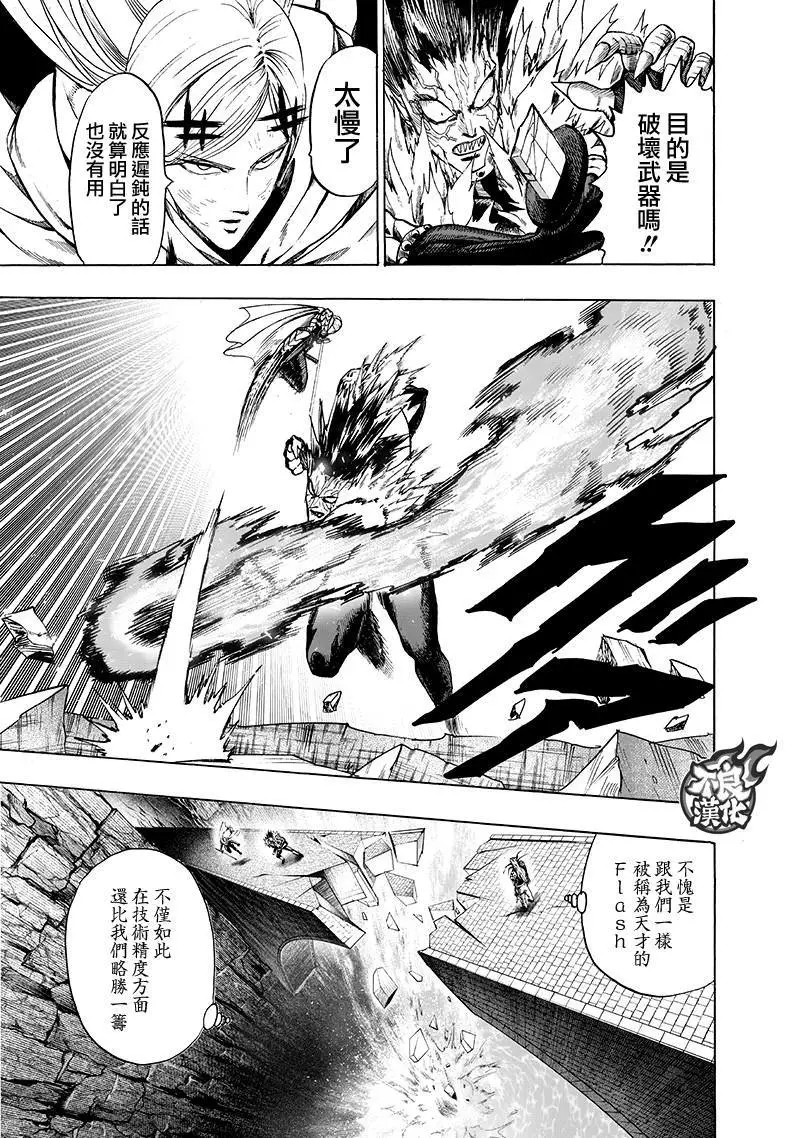 目的是
破壞武器嗎!!
太慢了
反應遲鈍的話
就算明白了
也沒有用
不愧是
跟我們一樣
被稱為天才的
Flash
不僅如此
在技術精度方面
還比我們略勝一籌
漢化